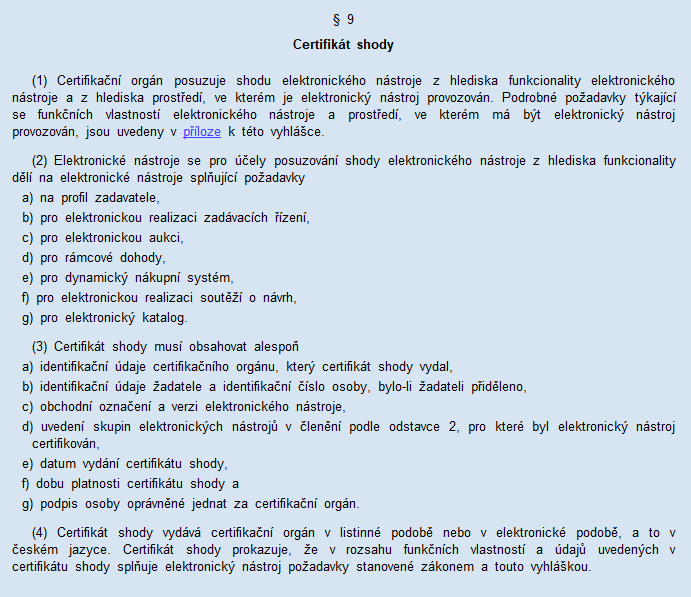 § 9
Certifikát shody
(1) Certifikační orgán posuzuje shodu elektronického nástroje z hlediska funkcionality elektronického
nástroje a z hlediska prostředí, ve kterém je elektronický nástroj provozován. Podrobné požadavky týkající
se funkčních vlastností elektronického nástroje a prostředí, ve kterém má být elektronický nástroj
provozován, jsou uvedeny v příloze k této vyhlášce.
(2) Elektronické nástroje se pro účely posuzování shody elektronického nástroje z hlediska funkcionality
dělí na elektronické nástroje splňující požadavky
a) na profil zadavatele,
b) pro elektronickou realizaci zadávacích řízení,
c) pro elektronickou aukci,
d) pro rámcové dohody,
e) pro dynamický nákupní systém,
f) pro elektronickou realizaci soutěží o návrh,
g) pro elektronický katalog.
(3) Certifikát shody musí obsahovat alespoň
a) identifikační údaje certifikačního orgánu, který certifikát shody vydal,
b) identifikační údaje žadatele a identifikační číslo osoby, bylo-li žadateli přiděleno,
c) obchodní označení a verzi elektronického nástroje,
d) uvedení skupin elektronických nástrojů v členění podle odstavce 2, pro které byl elektronický nástroj
certifikován,
e) datum vydání certifikátu shody,
f) dobu platnosti certifikátu shody a
g) podpis osoby oprávněné jednat za certifikační orgán.
(4) Certifikát shody vydává certifikační orgán v listinné podobě nebo v elektronické podobě, a to v
českém jazyce. Certifikát shody prokazuje, že v rozsahu funkčních vlastností a údajů uvedených v
certifikátu shody splňuje elektronický nástroj požadavky stanovené zákonem a touto vyhláškou.